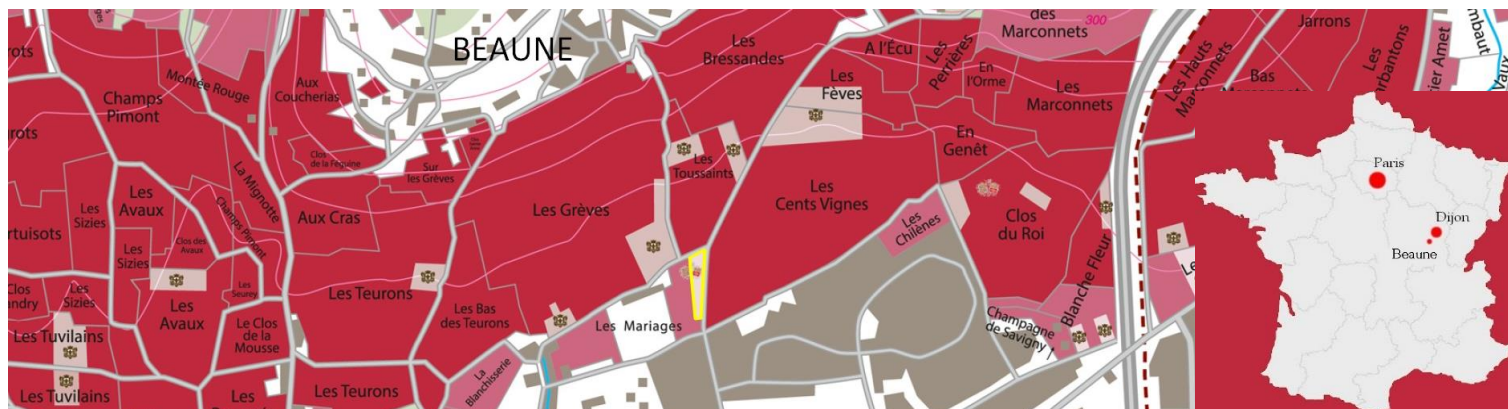 BEAUNE
des
Marconnets
300
Jarrons
Les
Bressandes
A l'Écu
Les
Perrières
En
l'Orme
Les
Marconnets
Les Hauts
Marconnets
Bas
Les
Montée Rouge
Aux
Coucherias
Champs
Pimont
Les
Fèves
En
Genêt
Clos
de la Féguine
Sur
les Grèves
Les
Toussaints
La Mignotte
Champs Pimont
Les
Avaux
Les
Sizies
Aux Cras
Les Grèves
Les
Cents Vignes
Les
Chilènes
Clos
du Roi
Blanche Fleur
Clos des
Avaux
Les
Sizies
Les
Seurey
Les
Sizies
Les
Avaux
Les Teurons
Les Bas
des Teurons
Les Mariages
Champagne
de Savigny
Le Clos
de la
Mousse
Les Tuvilains
Les Tuvilains
Les
Les Teurons
La
Blanchisserie
Paris
Dijon
Beaune